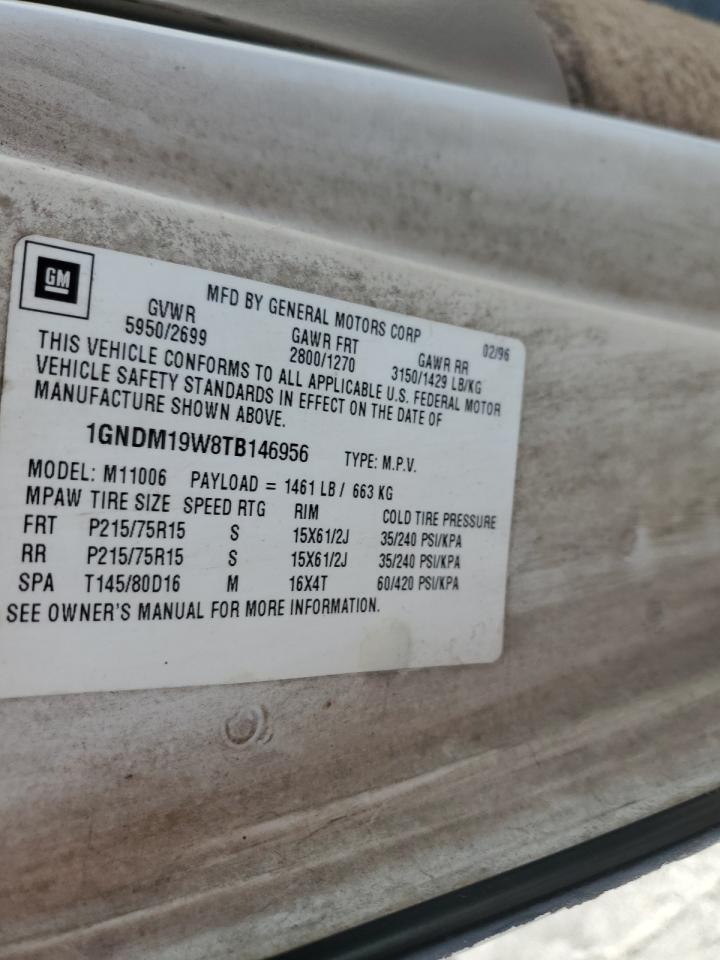 GM
MFD BY GENERAL MOTORS CORP 02/96
GVWR GAWR FRT GAWR RR
5950/2699 2800/1270 3150/1429 LB/KG
THIS VEHICLE CONFORMS TO ALL APPLICABLE U.S. FEDERAL MOTOR
VEHICLE SAFETY STANDARDS IN EFFECT ON THE DATE OF
MANUFACTURE SHOWN ABOVE.
1GNDM19W8TB146956 TYPE: M.P.V.
MODEL: M11006 PAYLOAD = 1461 LB / 663 KG
MPAW TIRE SIZE SPEED RTG RIM COLD TIRE PRESSURE
FRT P215/75R15 S 15X61/2J 35/240 PSI/KPA
RR P215/75R15 S 15X61/2J 35/240 PSI/KPA
SPA T145/80D16 M 16X4T 60/420 PSI/KPA
SEE OWNER'S MANUAL FOR MORE INFORMATION.